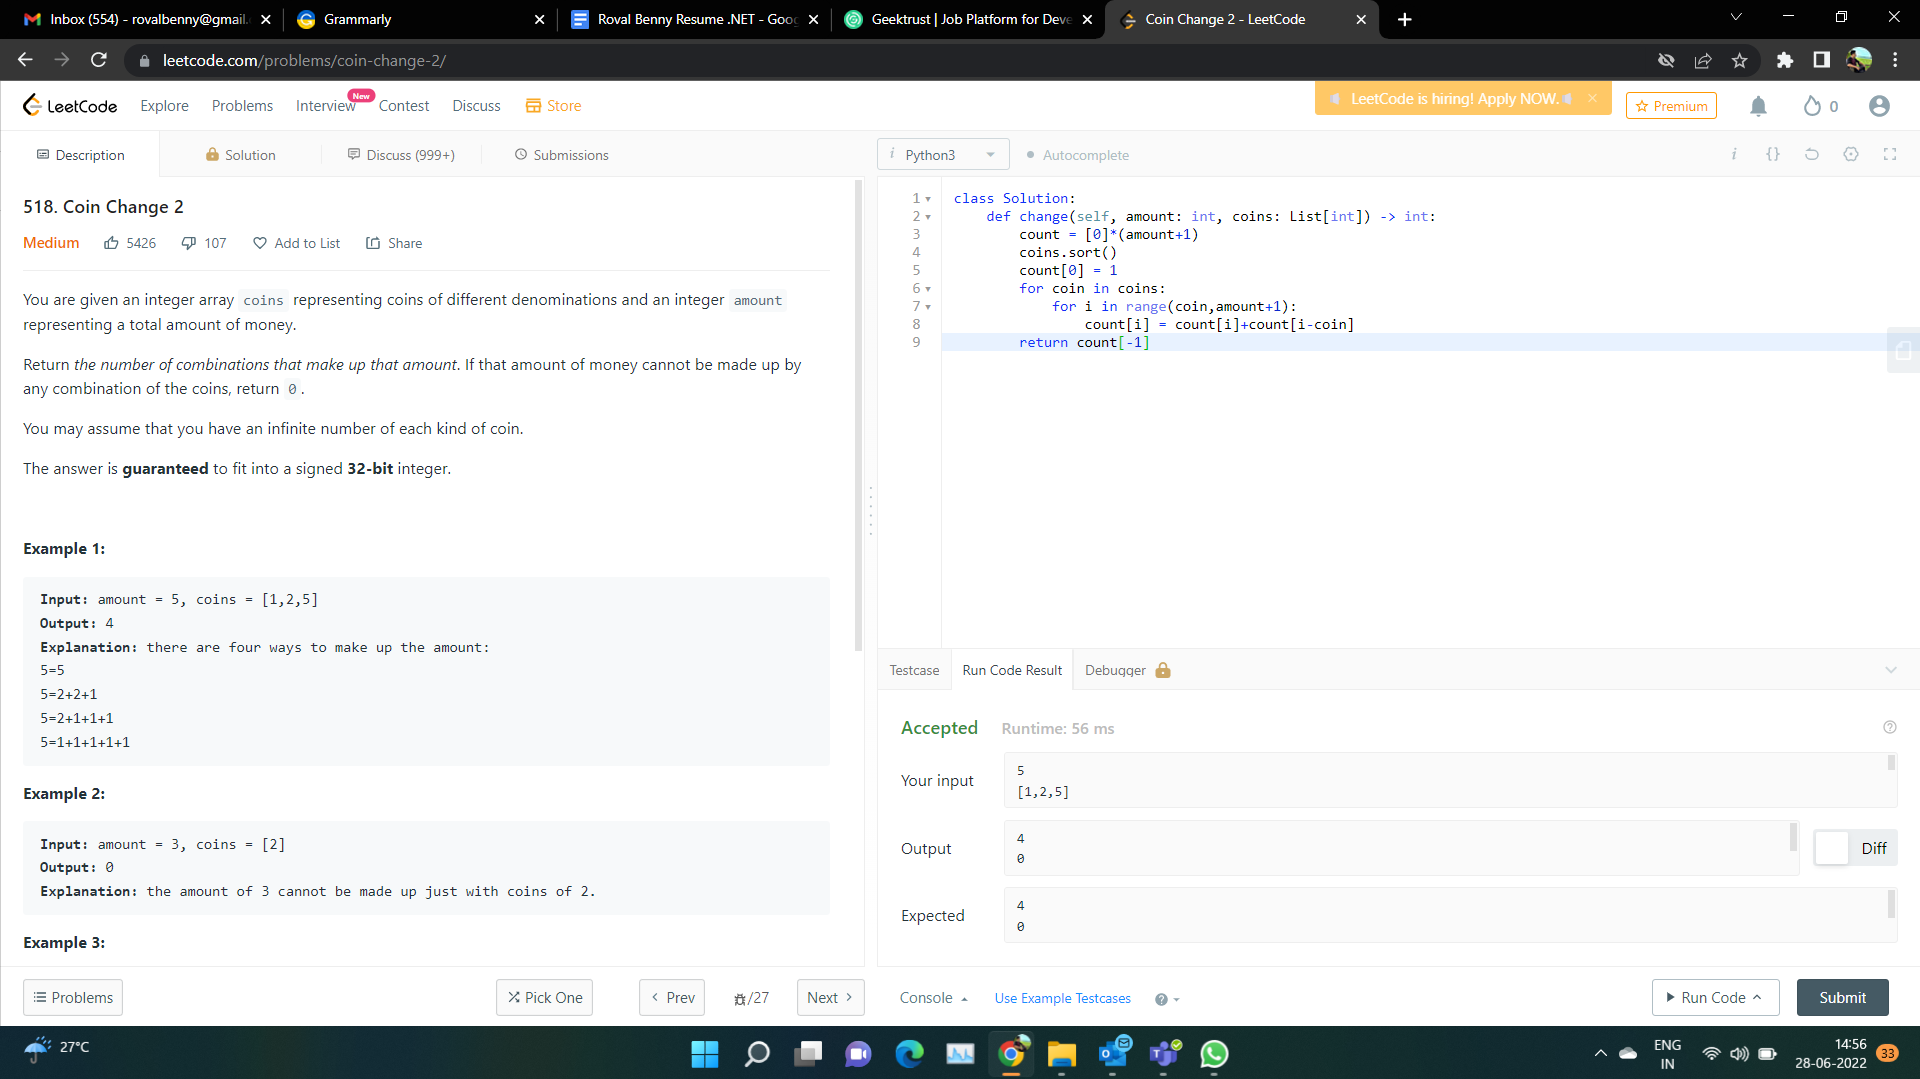 Inbox (554) - rovalbenny@gmail.
Grammarly
Roval Benny Resume .NET - Goog
Geektrust | Job Platform for Deve
Coin Change 2 - LeetCode
leetcode.com/problems/coin-change-2/
LeetCode Explore Problems Interview New Contest Discuss Store
LeetCode is hiring! Apply NOW.
Premium
0
Description Solution Discuss (999+) Submissions
518. Coin Change 2
Medium 5426 107 Add to List Share
You are given an integer array coins representing coins of different denominations and an integer amount
representing a total amount of money.
Return the number of combinations that make up that amount. If that amount of money cannot be made up by
any combination of the coins, return 0.
You may assume that you have an infinite number of each kind of coin.
The answer is guaranteed to fit into a signed 32-bit integer.
Example 1:
Input: amount = 5, coins = [1,2,5]
Output: 4
Explanation: there are four ways to make up the amount:
5=5
5=2+2+1
5=2+1+1+1
5=1+1+1+1+1
Example 2:
Input: amount = 3, coins = [2]
Output: 0
Explanation: the amount of 3 cannot be made up just with coins of 2.
Example 3:
Problems Pick One < Prev /27 Next >
i Python3 Autocomplete i {}
1 class Solution:
2 def change(self, amount: int, coins: List[int]) -> int:
3 count = [0]*(amount+1)
4 coins.sort()
5 count[0] = 1
6 for coin in coins:
7 for i in range(coin,amount+1):
8 count[i] = count[i]+count[i-coin]
9 return count[-1]
Testcase Run Code Result Debugger
Accepted Runtime: 56 ms
Your input
5
[1,2,5]
Output
4
0
Diff
Expected
4
0
Console Use Example Testcases Run Code Submit
27°C
ENG
IN
14:56
28-06-2022
33